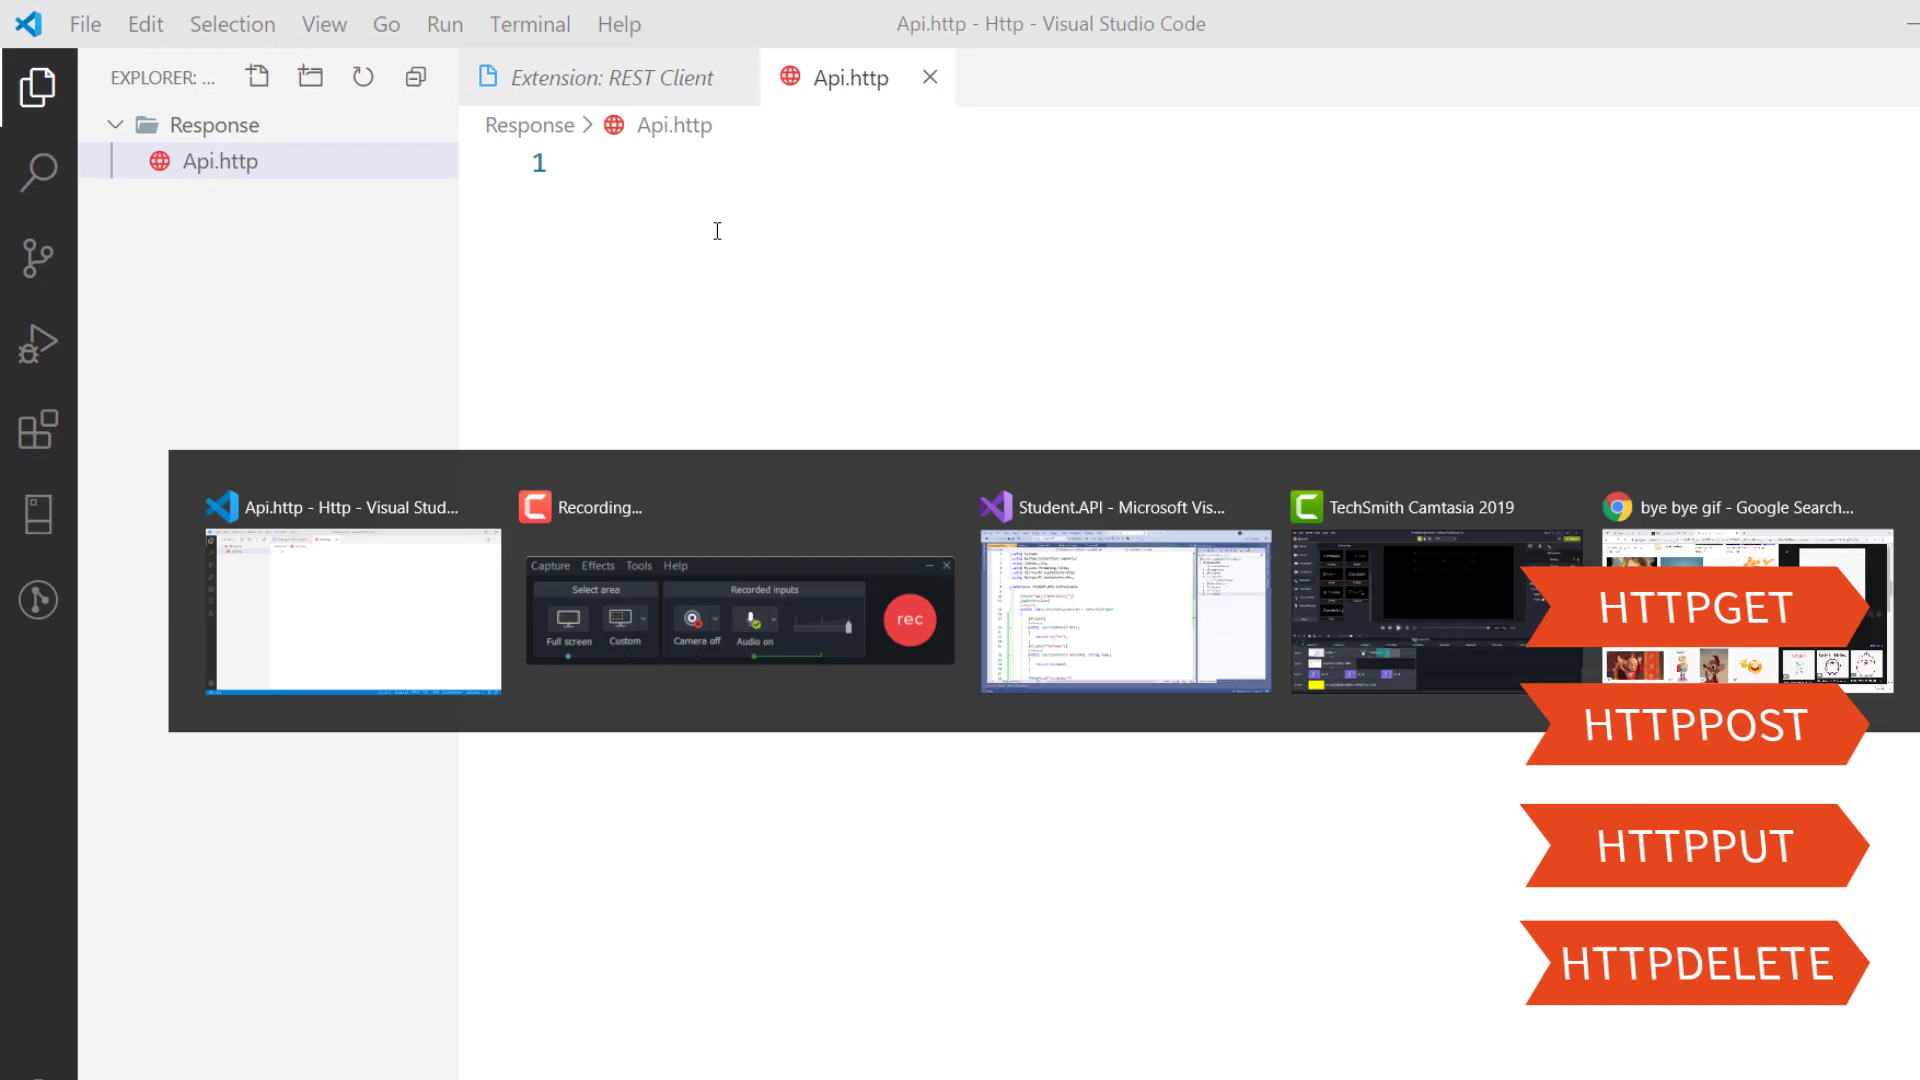 File Edit Selection View Go Run Terminal Help
Api.http - Http - Visual Studio Code
EXPLORER: ...
Extension: REST Client
Api.http
Response
Response > Api.http
Api.http
1
Api.http - Http - Visual Stud...
Recording...
Student.API - Microsoft Vis...
TechSmith Camtasia 2019
bye bye gif - Google Search...
Capture Effects Tools Help
Select area
Recorded inputs
Full screen
Custom
Camera off
Audio on
rec
HTTPGET
HTTPPOST
HTTPPUT
HTTPDELETE